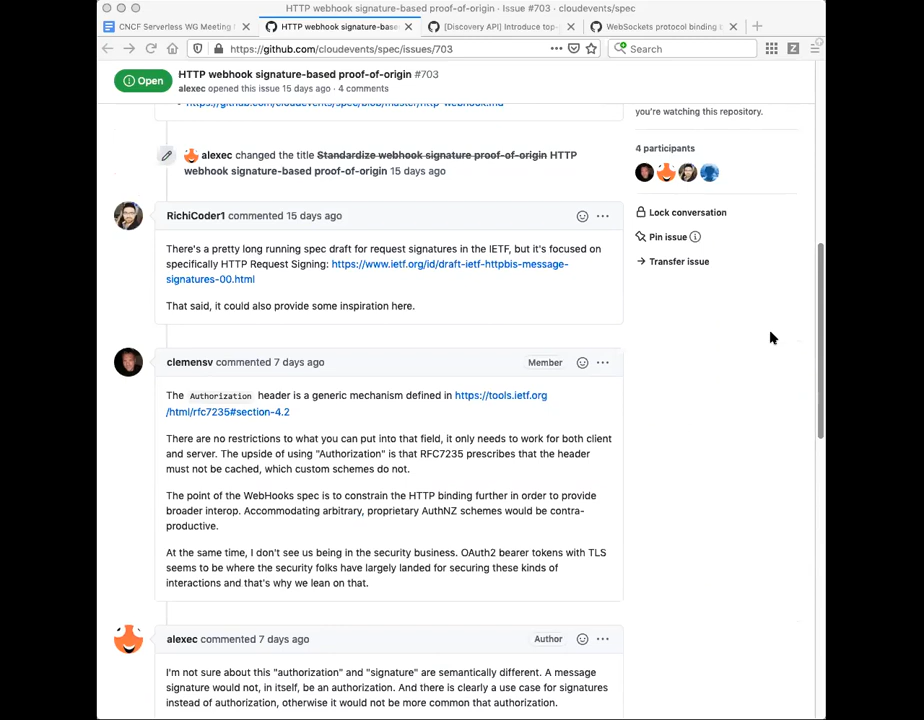 HTTP webhook signature-based proof-of-origin · Issue #703 · cloudevents/spec
CNCF Serverless WG Meeting
HTTP webhook signature-bas
[Discovery API] Introduce top-
WebSockets protocol binding
https://github.com/cloudevents/spec/issues/703
Search
Open
HTTP webhook signature-based proof-of-origin #703
alexec opened this issue 15 days ago · 4 comments
https://github.com/cloudevents/spec/blob/master/http-webhook.md
you're watching this repository.
alexec changed the title Standardize webhook signature proof-of-origin HTTP
webhook signature-based proof-of-origin 15 days ago
4 participants
Lock conversation
Pin issue
Transfer issue
RichiCoder1 commented 15 days ago
There's a pretty long running spec draft for request signatures in the IETF, but it's focused on
specifically HTTP Request Signing: https://www.ietf.org/id/draft-ietf-httpbis-message-
signatures-00.html
That said, it could also provide some inspiration here.
clemensv commented 7 days ago
Member
The Authorization header is a generic mechanism defined in https://tools.ietf.org
/html/rfc7235#section-4.2
There are no restrictions to what you can put into that field, it only needs to work for both client
and server. The upside of using "Authorization" is that RFC7235 prescribes that the header
must not be cached, which custom schemes do not.
The point of the WebHooks spec is to constrain the HTTP binding further in order to provide
broader interop. Accommodating arbitrary, proprietary AuthNZ schemes would be contra-
productive.
At the same time, I don't see us being in the security business. OAuth2 bearer tokens with TLS
seems to be where the security folks have largely landed for securing these kinds of
interactions and that's why we lean on that.
alexec commented 7 days ago
Author
I'm not sure about this "authorization" and "signature" are semantically different. A message
signature would not, in itself, be an authorization. And there is clearly a use case for signatures
instead of authorization, otherwise it would not be more common that authorization.